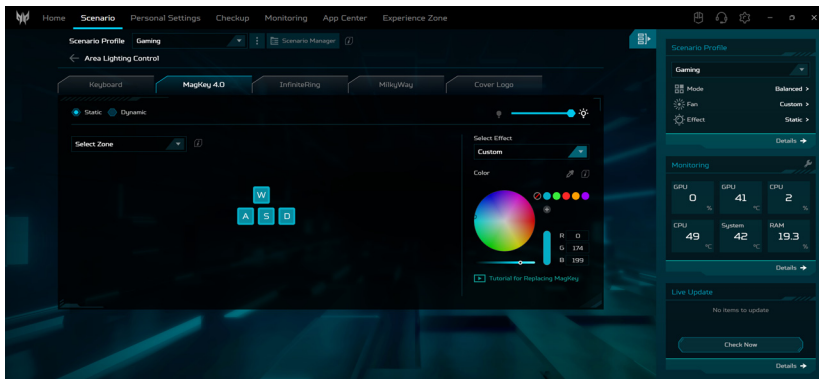 Home Scenario Personal Settings Checkup Monitoring App Center Experience Zone
Scenario Profile Gaming Scenario Manager
Area Lighting Control
Keyboard MagKey 4.0 InfiniteRing MilkyWay Cover Logo
Static Dynamic
Select Zone
W
A S D
Select Effect
Custom
Color
R 0
G 174
B 199
Tutorial for Replacing MagKey
Scenario Profile
Gaming
Mode Balanced >
Fan Custom >
Effect Static >
Details
Monitoring
GPU GPU CPU
0 % 41 °C 2 %
CPU System RAM
49 °C 42 °C 19.3 %
Details
Live Update
No items to update
Check Now
Details